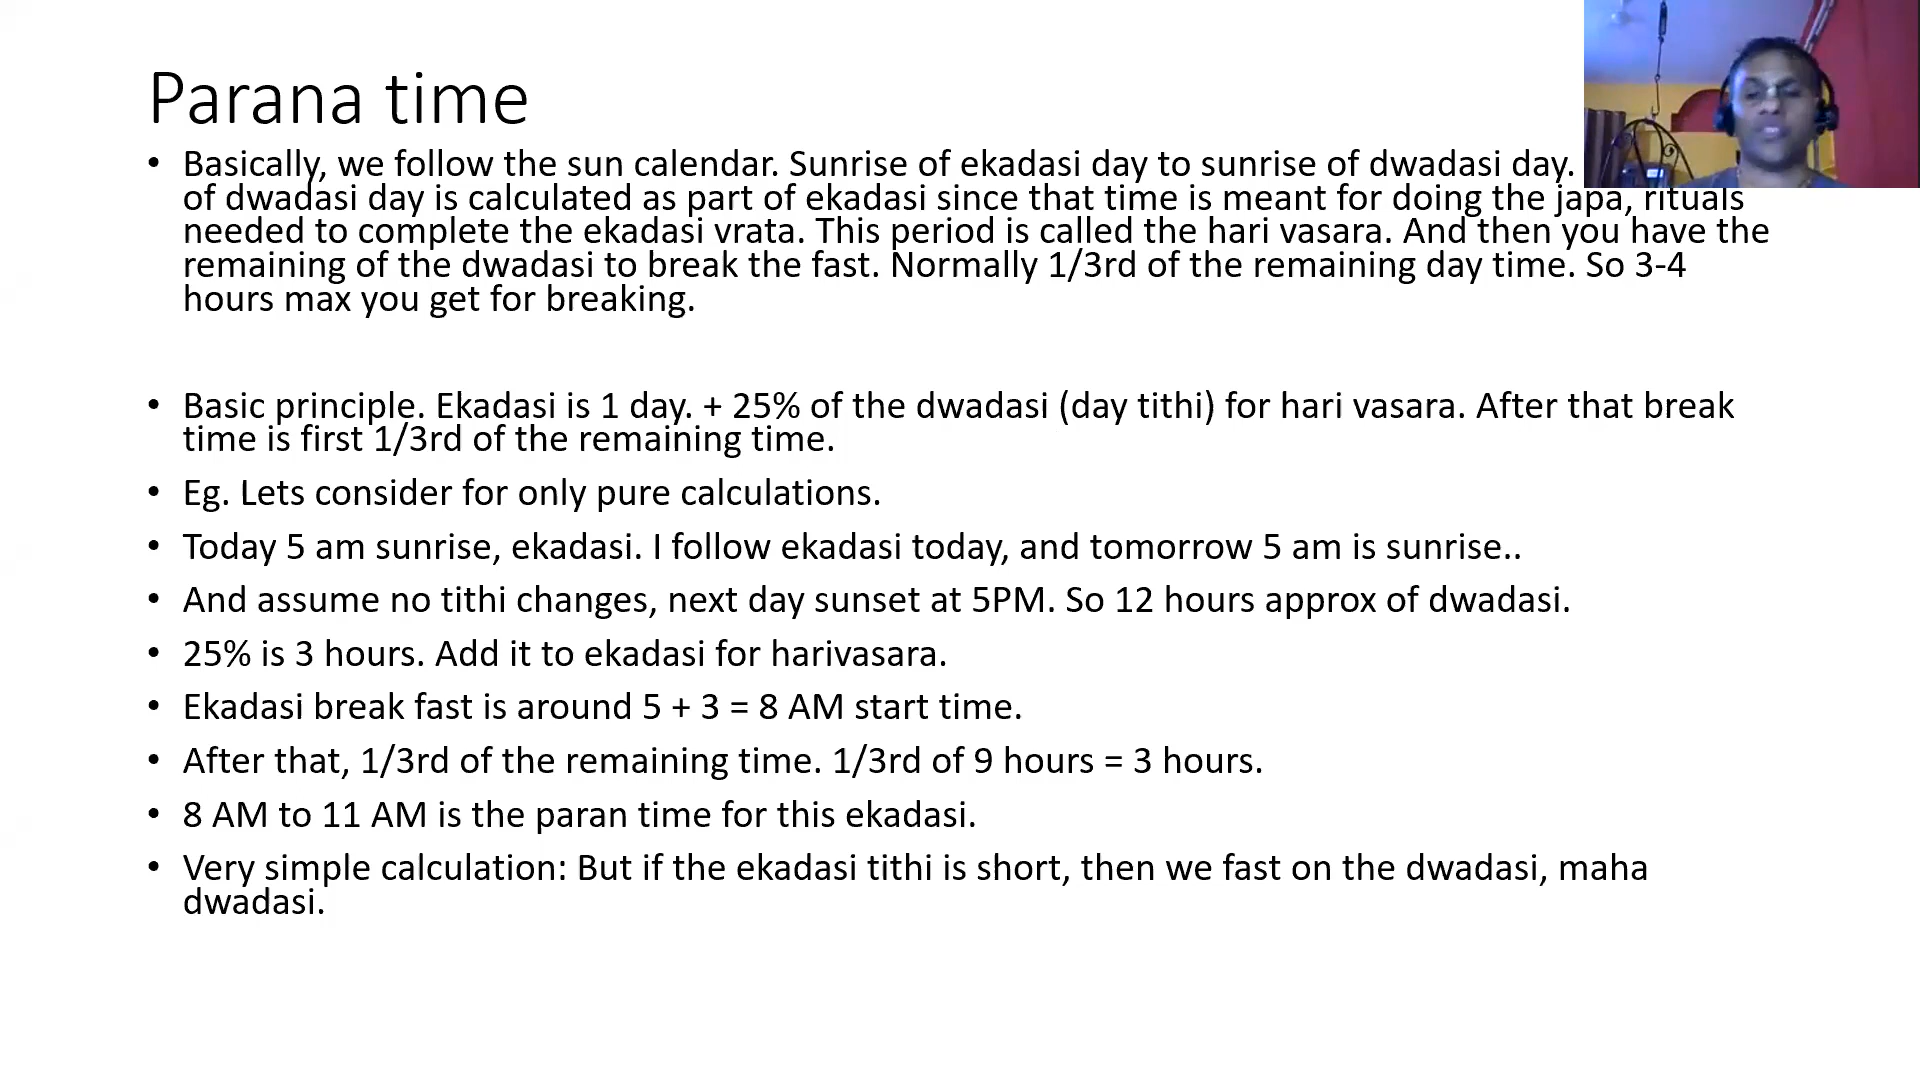 Parana time
• Basically, we follow the sun calendar. Sunrise of ekadasi day to sunrise of dwadasi day.
of dwadasi day is calculated as part of ekadasi since that time is meant for doing the japa, rituals
needed to complete the ekadasi vrata. This period is called the hari vasara. And then you have the
remaining of the dwadasi to break the fast. Normally 1/3rd of the remaining day time. So 3-4
hours max you get for breaking.
• Basic principle. Ekadasi is 1 day. + 25% of the dwadasi (day tithi) for hari vasara. After that break
time is first 1/3rd of the remaining time.
• Eg. Lets consider for only pure calculations.
• Today 5 am sunrise, ekadasi. I follow ekadasi today, and tomorrow 5 am is sunrise..
• And assume no tithi changes, next day sunset at 5PM. So 12 hours approx of dwadasi.
• 25% is 3 hours. Add it to ekadasi for harivasara.
• Ekadasi break fast is around 5 + 3 = 8 AM start time.
• After that, 1/3rd of the remaining time. 1/3rd of 9 hours = 3 hours.
• 8 AM to 11 AM is the paran time for this ekadasi.
• Very simple calculation: But if the ekadasi tithi is short, then we fast on the dwadasi, maha
dwadasi.